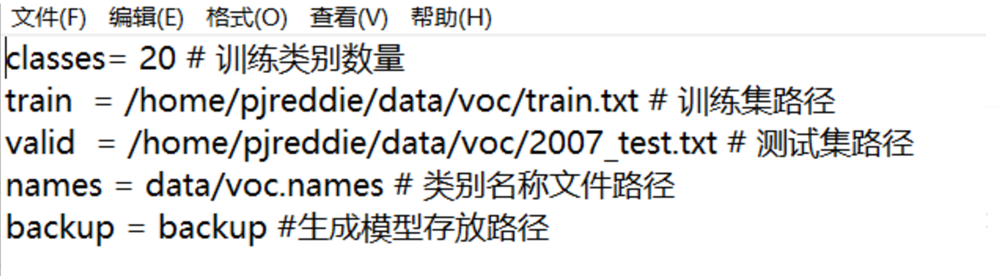 文件(F) 编辑(E) 格式(O) 查看(V) 帮助(H)
classes= 20 # 训练类别数量
train  = /home/pjreddie/data/voc/train.txt # 训练集路径
valid  = /home/pjreddie/data/voc/2007_test.txt # 测试集路径
names = data/voc.names # 类别名称文件路径
backup = backup #生成模型存放路径